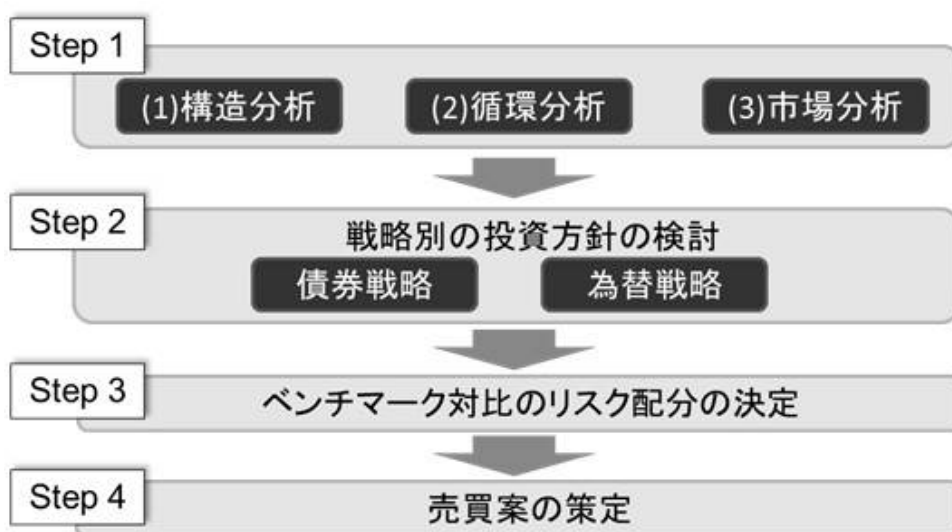 Step 1
(1)構造分析
(2)循環分析
(3)市場分析
Step 2
戦略別の投資方針の検討
債券戦略
為替戦略
Step 3
ベンチマーク対比のリスク配分の決定
Step 4
売買案の策定